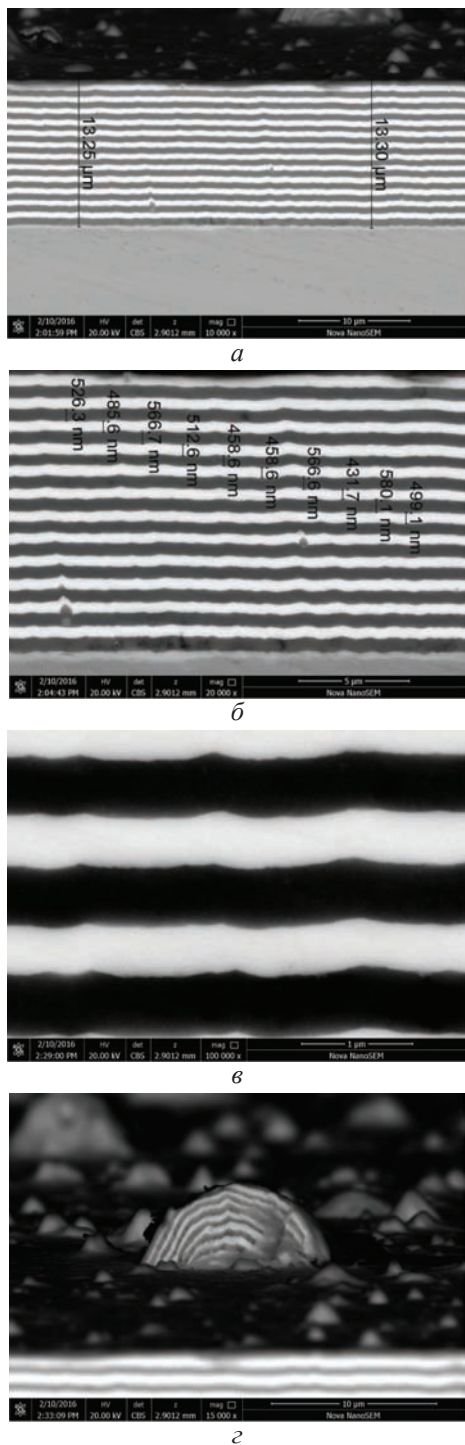 13.25 µm
13.30 µm
2/10/2016 HV det z mag □ 10 µm
2:01:59 PM 20.00 kV CBS 2.9012 mm 10 000 x Nova NanoSEM
а
526.3 nm
485.6 nm
566.7 nm
512.6 nm
458.6 nm
458.6 nm
566.6 nm
431.7 nm
580.1 nm
499.1 nm
2/10/2016 HV det z mag □ 5 µm
2:04:43 PM 20.00 kV CBS 2.9012 mm 20 000 x Nova NanoSEM
б
2/10/2016 HV det z mag □ 1 µm
2:29:00 PM 20.00 kV CBS 2.9012 mm 100 000 x Nova NanoSEM
в
2/10/2016 HV det z mag □ 10 µm
2:33:09 PM 20.00 kV CBS 2.9012 mm 15 000 x Nova NanoSEM
г